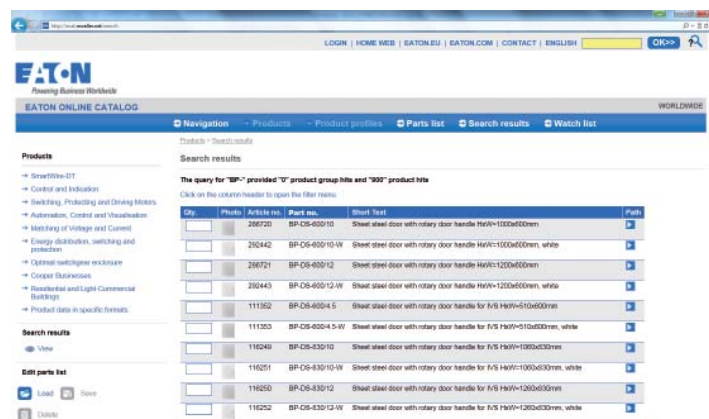 LOGIN | HOME WEB | EATON.EU | EATON.COM | CONTACT | ENGLISH
OK>>
EATON
Powering Business Worldwide
EATON ONLINE CATALOG
WORLDWIDE
Navigation
Products
Product profiles
Parts list
Search results
Watch list
Products > Search results
Products
Search results
SmartWire-DT
Control and Indication
Switching, Protecting and Driving Motors
Automation, Control and Visualisation
Matching of Voltage and Current
Energy distribution, switching and
protection
Optimal switchgear enclosure
Cooper Businesses
Residential and Light-Commercial
Buildings
Product data in specific formats
Search results
View
Edit parts list
Load
Save
Delete
The query for "BP-" provided "0" product group hits and "900" product hits
Click on the column header to open the filter menu.
Qty. Photo Article no. Part no. Short Text Path
286720 BP-DS-600/10 Sheet steel door with rotary door handle HxW=1000x600mm
292442 BP-DS-600/10-W Sheet steel door with rotary door handle HxW=1000x600mm, white
286721 BP-DS-600/12 Sheet steel door with rotary door handle HxW=1200x600mm
292443 BP-DS-600/12-W Sheet steel door with rotary door handle HxW=1200x600mm, white
111352 BP-DS-600/4.5 Sheet steel door with rotary door handle for IVS HxW=510x600mm
111353 BP-DS-600/4.5-W Sheet steel door with rotary door handle for IVS HxW=510x600mm, white
116249 BP-DS-630/10 Sheet steel door with rotary door handle for IVS HxW=1060x630mm
116251 BP-DS-630/10-W Sheet steel door with rotary door handle for IVS HxW=1060x630mm, white
116250 BP-DS-630/12 Sheet steel door with rotary door handle for IVS HxW=1260x630mm
116252 BP-DS-630/12-W Sheet steel door with rotary door handle for IVS HxW=1260x630mm, white